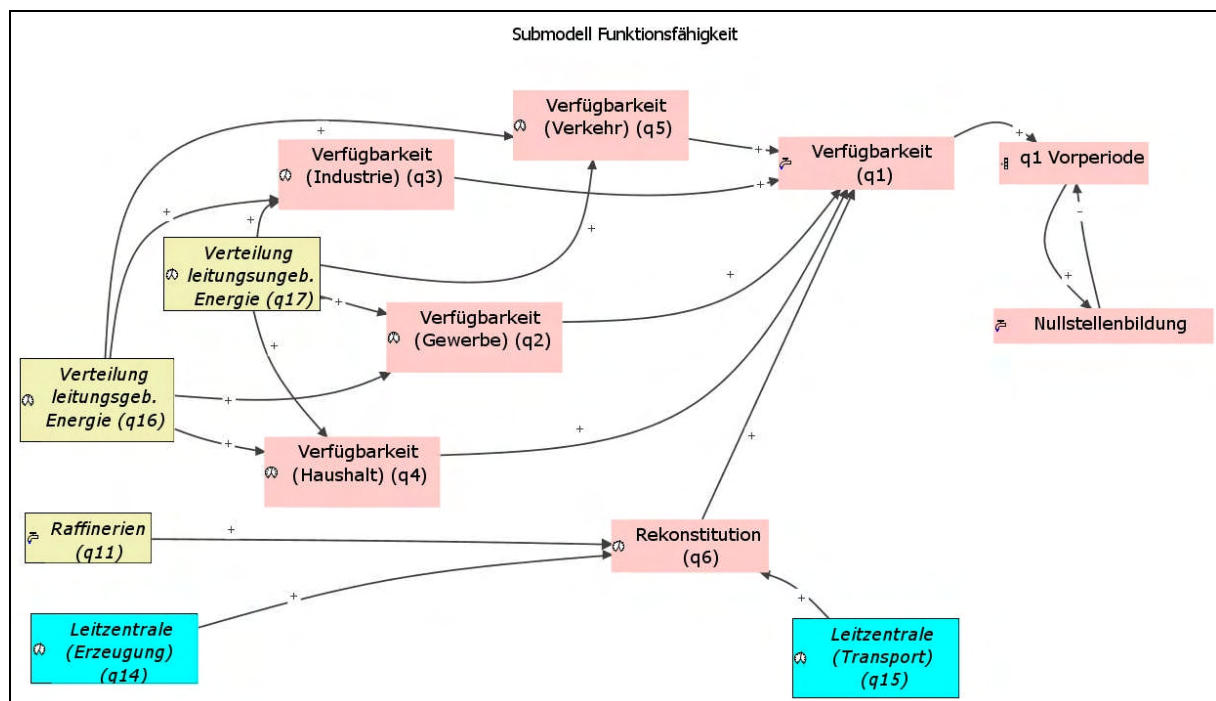 Submodell Funktionsfähigkeit
Verfügbarkeit
(Verkehr) (q5)
+
+
Verfügbarkeit
(Industrie) (q3)
+
Verfügbarkeit
(q1)
+
q1 Vorperiode
+
+
+
-
Verteilung
leitungsungeb.
Energie (q17)
+
+
+
+
Nullstellenbildung
Verfügbarkeit
(Gewerbe) (q2)
+
+
Verteilung
leitungsgeb.
Energie (q16)
+
+
Verfügbarkeit
(Haushalt) (q4)
+
+
Raffinerien
(q11)
+
Rekonstitution
(q6)
Leitzentrale
(Erzeugung)
(q14)
+
+
Leitzentrale
(Transport)
(q15)